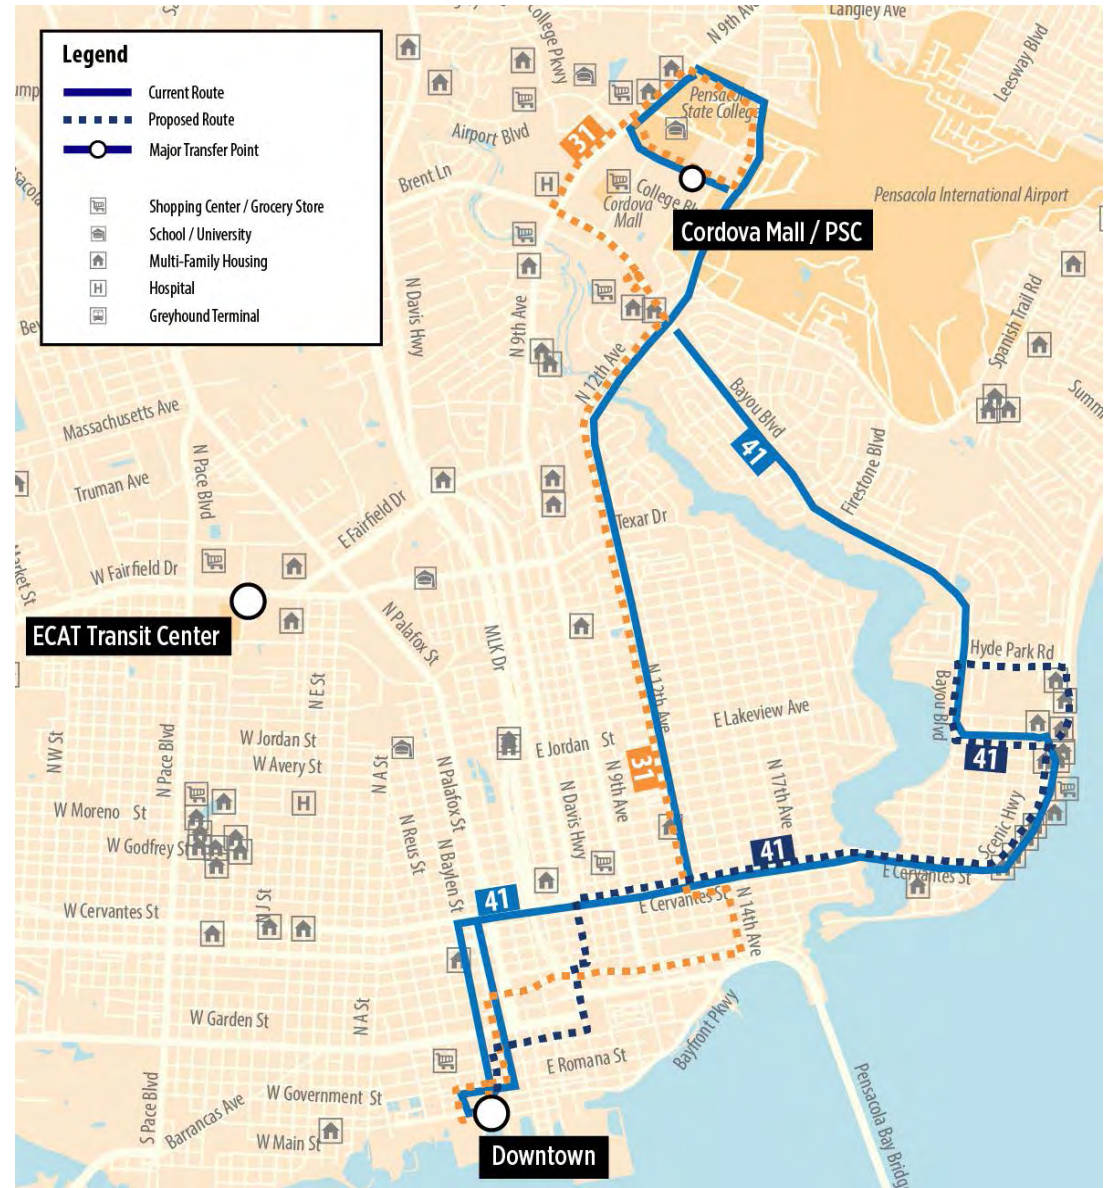 Legend
Current Route
Proposed Route
Major Transfer Point
Shopping Center / Grocery Store
School / University
Multi-Family Housing
H
Hospital
Greyhound Terminal
College Pkwy
N 9th Ave
Langley Ave
Leesway Blvd
Pensacola
State College
Airport Blvd
31
Brent Ln
H
College Bl
Cordova
Mall
Pensacola International Airport
Cordova Mall / PSC
N Davis Hwy
N 9th Ave
Spanish Trail Rd
N 12th Ave
Bayou Blvd
41
Firestone Blvd
Massachusetts Ave
N Pace Blvd
Truman Ave
E Fairfield Dr
Texar Dr
Market St
W Fairfield Dr
ECAT Transit Center
N Palafox St
MLK Dr
Hyde Park Rd
N E St
N 12th Ave
Bayou Blvd
E Lakeview Ave
N W St
N Pace Blvd
W Jordan St
W Avery St
N A St
E Jordan St
31
41
N Palafox St
N 9th Ave
N 17th Ave
W Moreno St
H
N Davis Hwy
Scenic Hwy
W Godfrey St
N Reus St
N Baylen St
41
E Cervantes St
41
N J St
W Cervantes St
E Cervantes St
N 14th Ave
W Garden St
N A St
Bayfront Pkwy
E Romana St
S Pace Blvd
W Government St
Barrancas Ave
W Main St
Pensacola Bay Bridg
Downtown